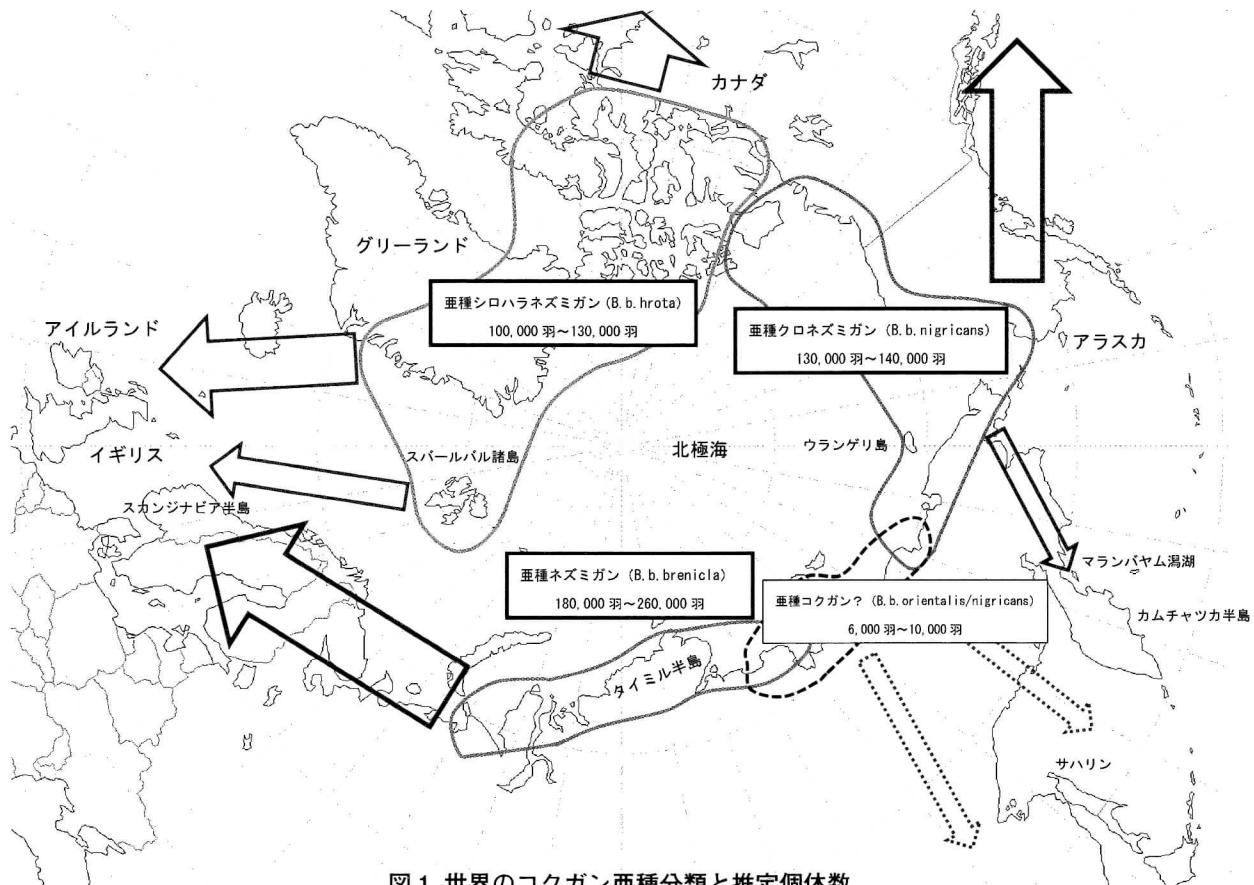 カナダ
グリーランド
亜種シロハラネズミガン (B.b.hrota)
100,000 羽～130,000 羽
アイルランド
亜種クロネズミガン (B.b.nigricans)
130,000 羽～140,000 羽
アラスカ
イギリス
スバールバル諸島
北極海
ウランゲリ島
スカンジナビア半島
亜種ネズミガン (B.b.brenicla)
180,000 羽～260,000 羽
マランバヤム潟湖
亜種コクガン？ (B.b.orientalis/nigricans)
6,000 羽～10,000 羽
カムチャツカ半島
タイミル半島
サハリン
図1 世界のコクガン亜種分類と推定個体数